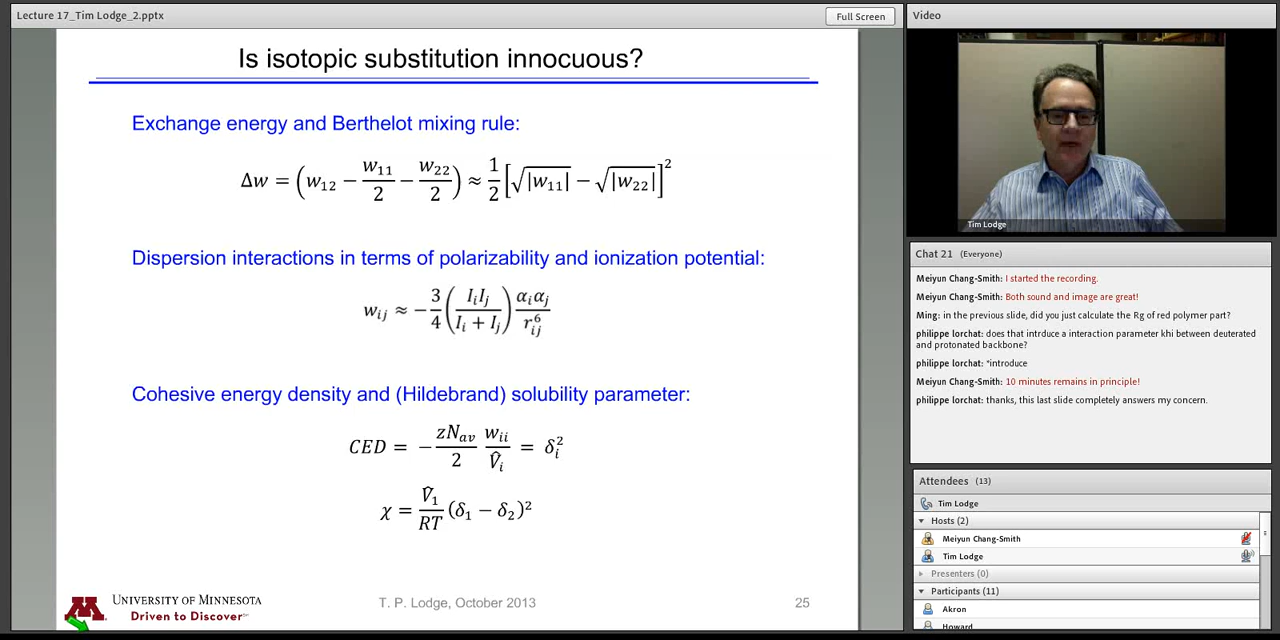 Lecture 17_Tim Lodge_2.pptx
Full Screen
Is isotopic substitution innocuous?
Exchange energy and Berthelot mixing rule:
Δw = (w₁₂ − w₁₁/2 − w₂₂/2) ≈ 1/2 [√|w₁₁| − √|w₂₂|]²
Dispersion interactions in terms of polarizability and ionization potential:
wᵢⱼ ≈ − 3/4 (IᵢIⱼ / (Iᵢ + Iⱼ)) αᵢαⱼ / rᵢⱼ⁶
Cohesive energy density and (Hildebrand) solubility parameter:
CED = − zNₐᵥ/2 wᵢᵢ/V̂ᵢ = δᵢ²
χ = V̂₁/RT (δ₁ − δ₂)²
UNIVERSITY OF MINNESOTA
Driven to Discover℠
T. P. Lodge, October 2013
25
Video
Tim Lodge
Chat 21 (Everyone)
Meiyun Chang-Smith: I started the recording.
Meiyun Chang-Smith: Both sound and image are great!
Ming: in the previous slide, did you just calculate the Rg of red polymer part?
philippe lorchat: does that intrduce a interaction parameter khi between deuterated
and protonated backbone?
philippe lorchat: *introduce
Meiyun Chang-Smith: 10 minutes remains in principle!
philippe lorchat: thanks, this last slide completely answers my concern.
Attendees (13)
Tim Lodge
Hosts (2)
Meiyun Chang-Smith
Tim Lodge
Presenters (0)
Participants (11)
Akron
Howard